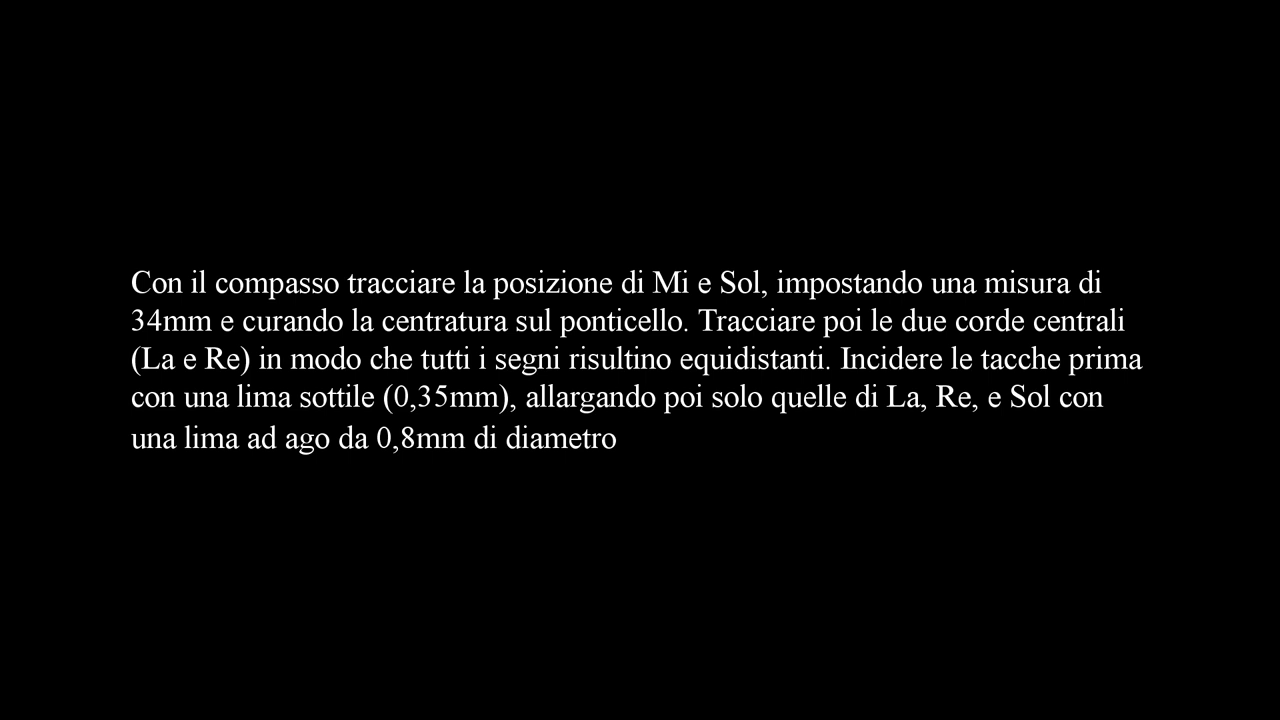 Con il compasso tracciare la posizione di Mi e Sol, impostando una misura di
34mm e curando la centratura sul ponticello. Tracciare poi le due corde centrali
(La e Re) in modo che tutti i segni risultino equidistanti. Incidere le tacche prima
con una lima sottile (0,35mm), allargando poi solo quelle di La, Re, e Sol con
una lima ad ago da 0,8mm di diametro